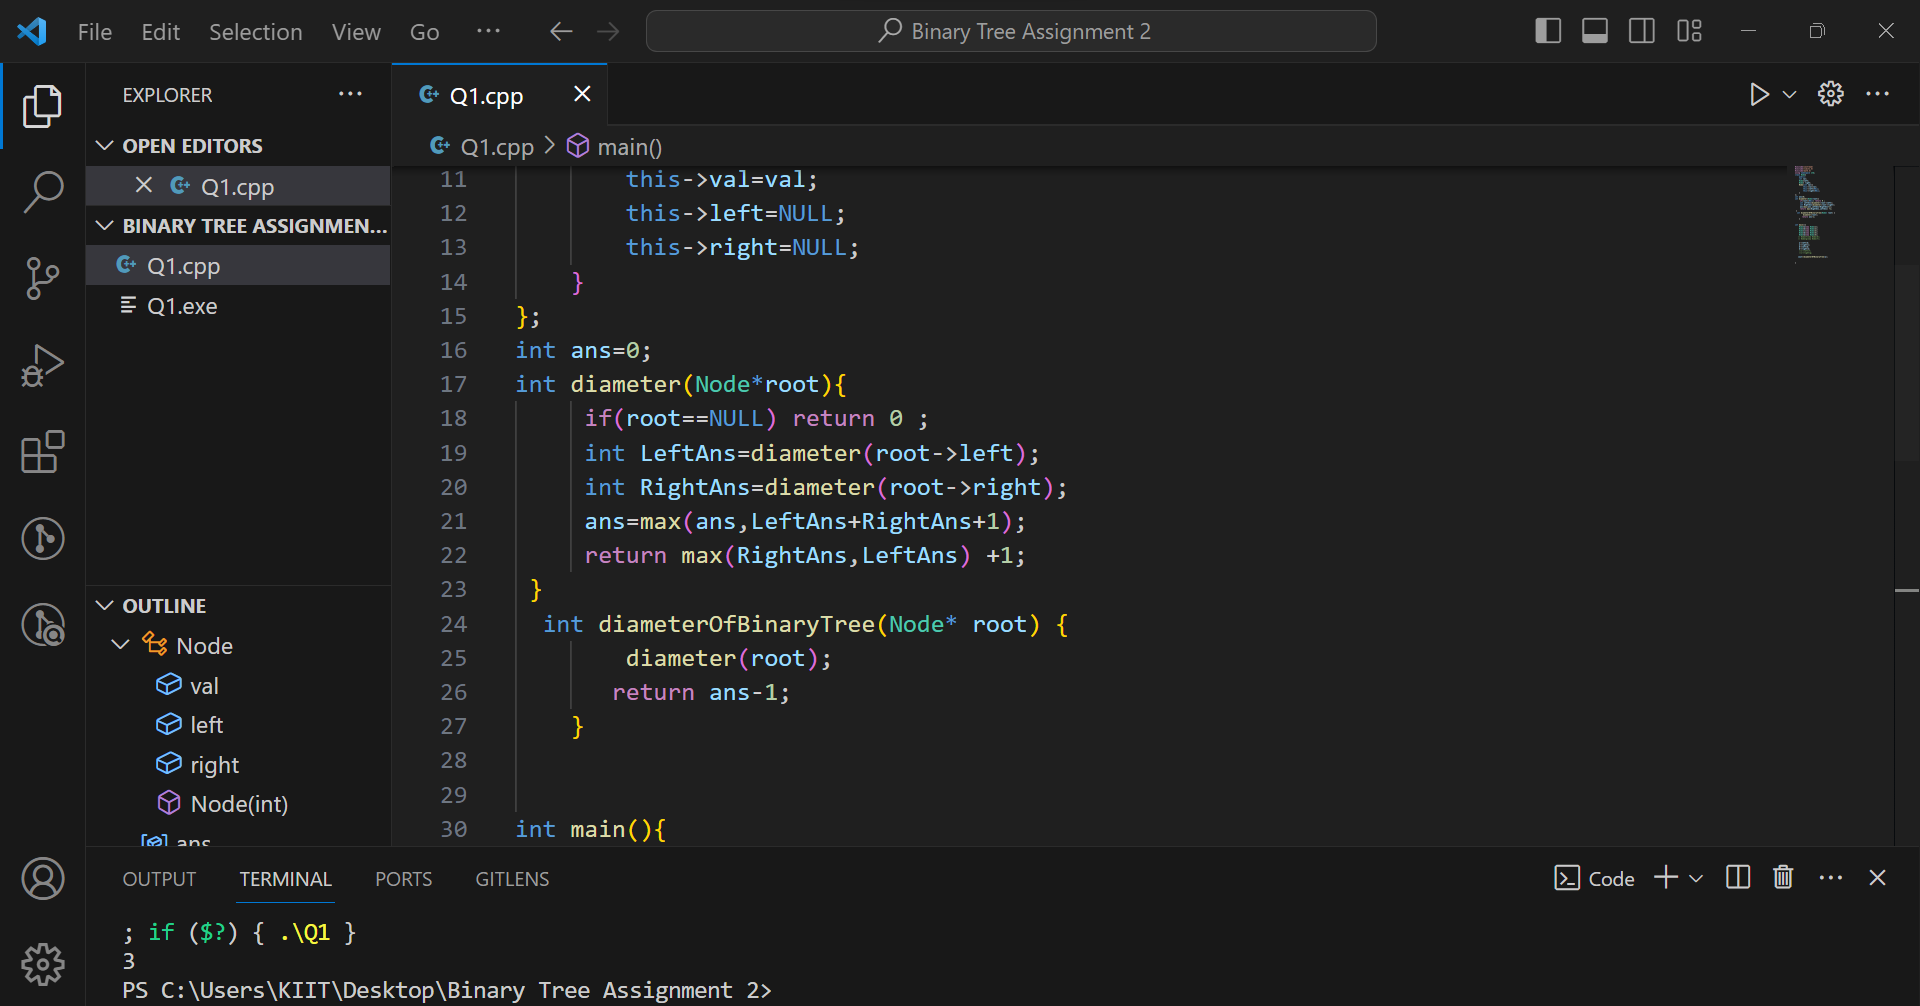 File Edit Selection View Go ···
Binary Tree Assignment 2
EXPLORER ···
OPEN EDITORS
Q1.cpp
BINARY TREE ASSIGNMEN...
Q1.cpp
Q1.exe
OUTLINE
Node
val
left
right
Node(int)
ans
Q1.cpp
Q1.cpp > main()
11 this->val=val;
12 this->left=NULL;
13 this->right=NULL;
14 }
15 };
16 int ans=0;
17 int diameter(Node*root){
18 if(root==NULL) return 0 ;
19 int LeftAns=diameter(root->left);
20 int RightAns=diameter(root->right);
21 ans=max(ans,LeftAns+RightAns+1);
22 return max(RightAns,LeftAns) +1;
23 }
24 int diameterOfBinaryTree(Node* root) {
25 diameter(root);
26 return ans-1;
27 }
28
29
30 int main(){
OUTPUT TERMINAL PORTS GITLENS
Code
; if ($?) { .\Q1 }
3
PS C:\Users\KIIT\Desktop\Binary Tree Assignment 2>